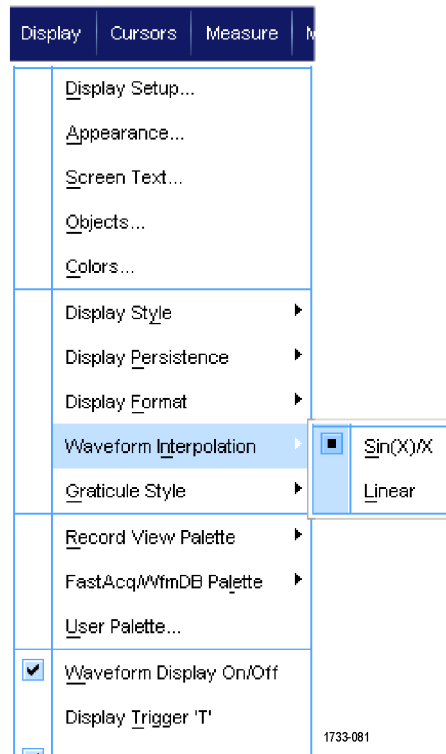 Display Cursors Measure
Display Setup...
Appearance...
Screen Text...
Objects...
Colors...
Display Style
Display Persistence
Display Format
Waveform Interpolation
Sin(X)/X
Graticule Style
Linear
Record View Palette
FastAcq/WfmDB Palette
User Palette...
Waveform Display On/Off
Display Trigger 'T'
1733-081